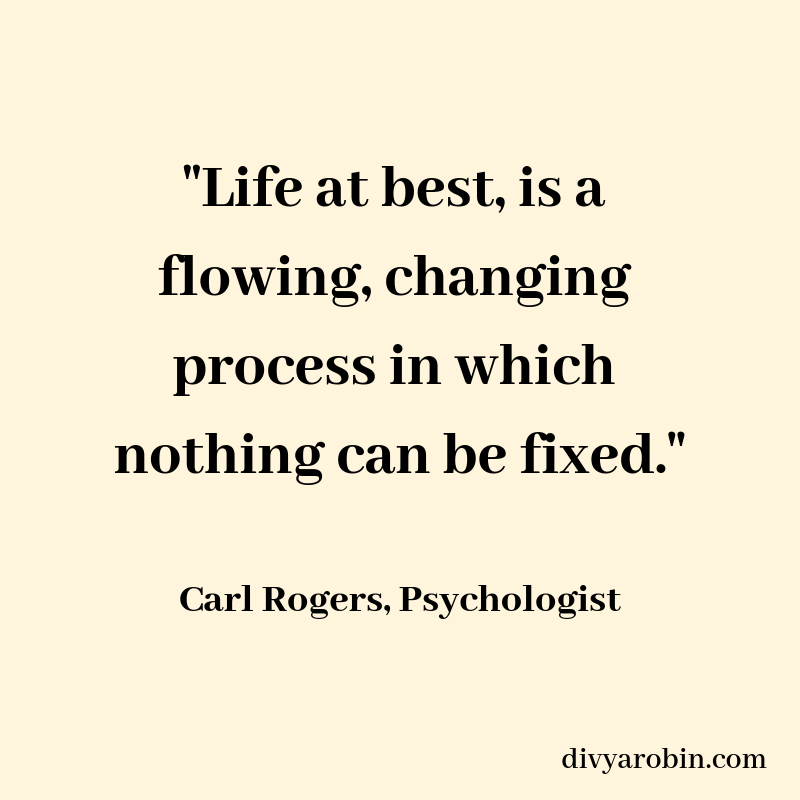 "Life at best, is a
flowing, changing
process in which
nothing can be fixed."
Carl Rogers, Psychologist
divyarobin.com